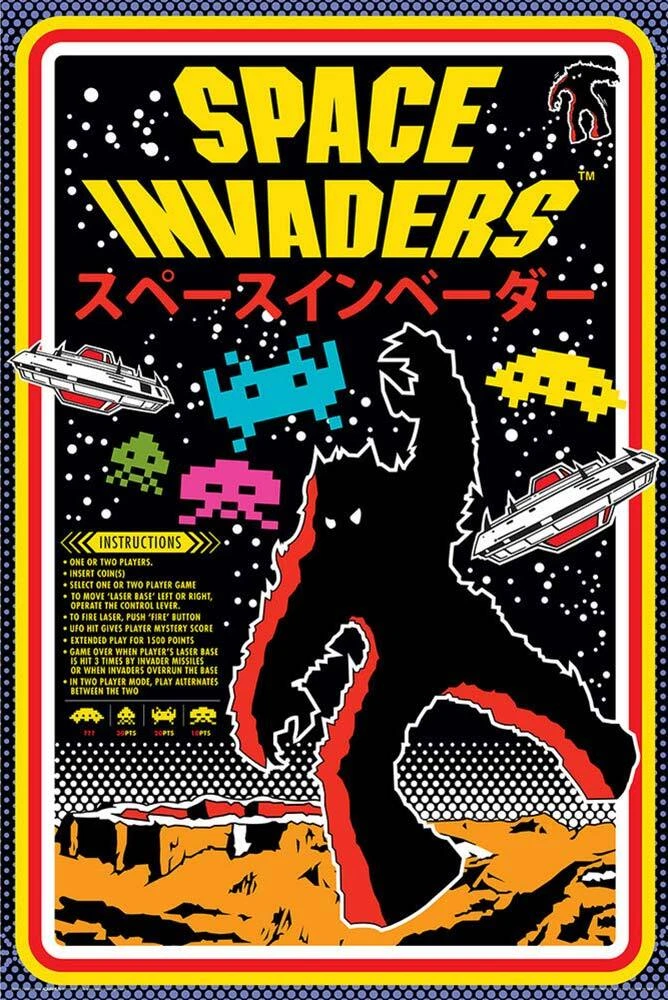 SPACE
INVADERS
TM
スペースインベーダー
INSTRUCTIONS
• ONE OR TWO PLAYERS.
• INSERT COIN(S)
• SELECT ONE OR TWO PLAYER GAME
• TO MOVE 'LASER BASE' LEFT OR RIGHT,
OPERATE THE CONTROL LEVER.
• TO FIRE LASER, PUSH 'FIRE' BUTTON
• UFO HIT GIVES PLAYER MYSTERY SCORE
• EXTENDED PLAY FOR 1500 POINTS
• GAME OVER WHEN PLAYER'S LASER BASE
IS HIT 3 TIMES BY INVADER MISSILES
OR WHEN INVADERS OVERRUN THE BASE
• IN TWO PLAYER MODE, PLAY ALTERNATES
BETWEEN THE TWO
??? 30PTS 20PTS 10PTS